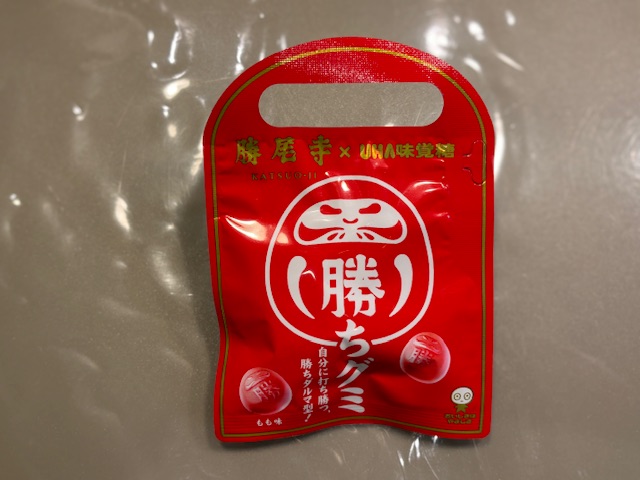 勝尾寺 × UHA味覚糖
KATSUO-JI
勝ちグミ
自分に打ち勝つ、
勝ちダルマ型!
勝
勝
もも味